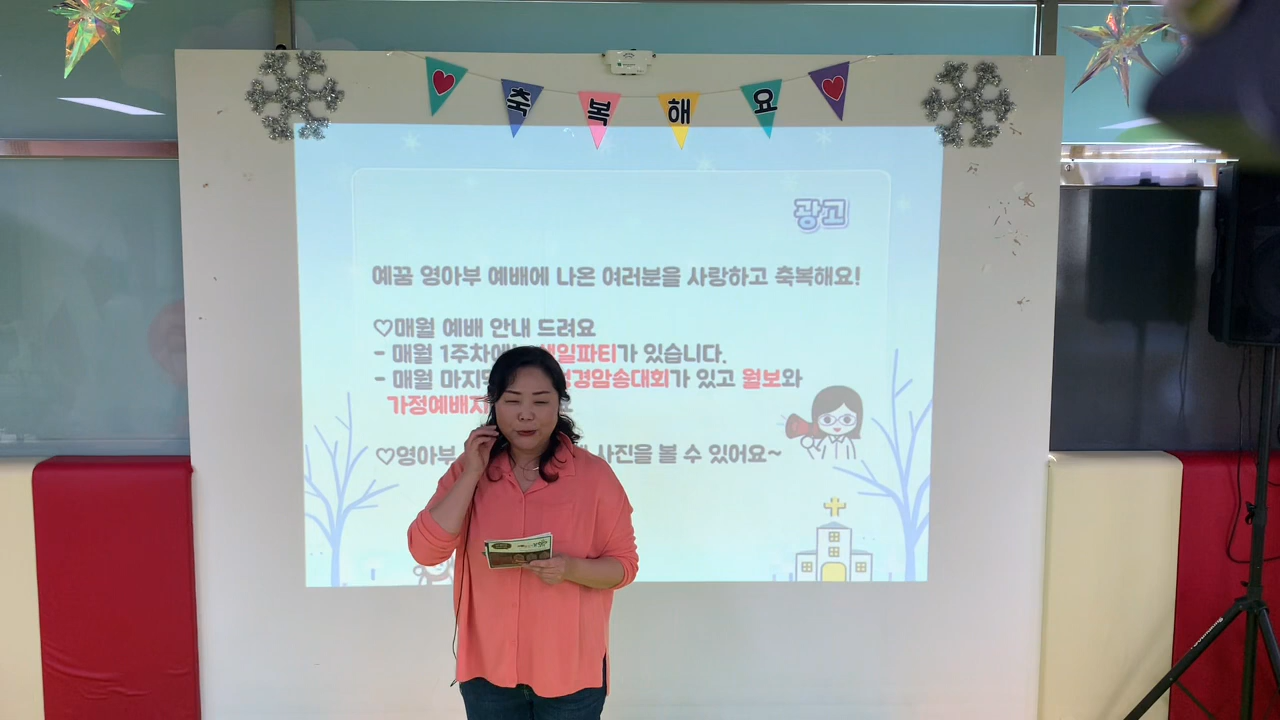 축복해요
광고
예꿈 영아부 예배에 나온 여러분을 사랑하고 축복해요!
♡매월 예배 안내 드려요
- 매월 1주차에 생일파티가 있습니다.
- 매월 마지 성경암송대회가 있고 월보와
가정예배지
♡영아부 사진을 볼 수 있어요~